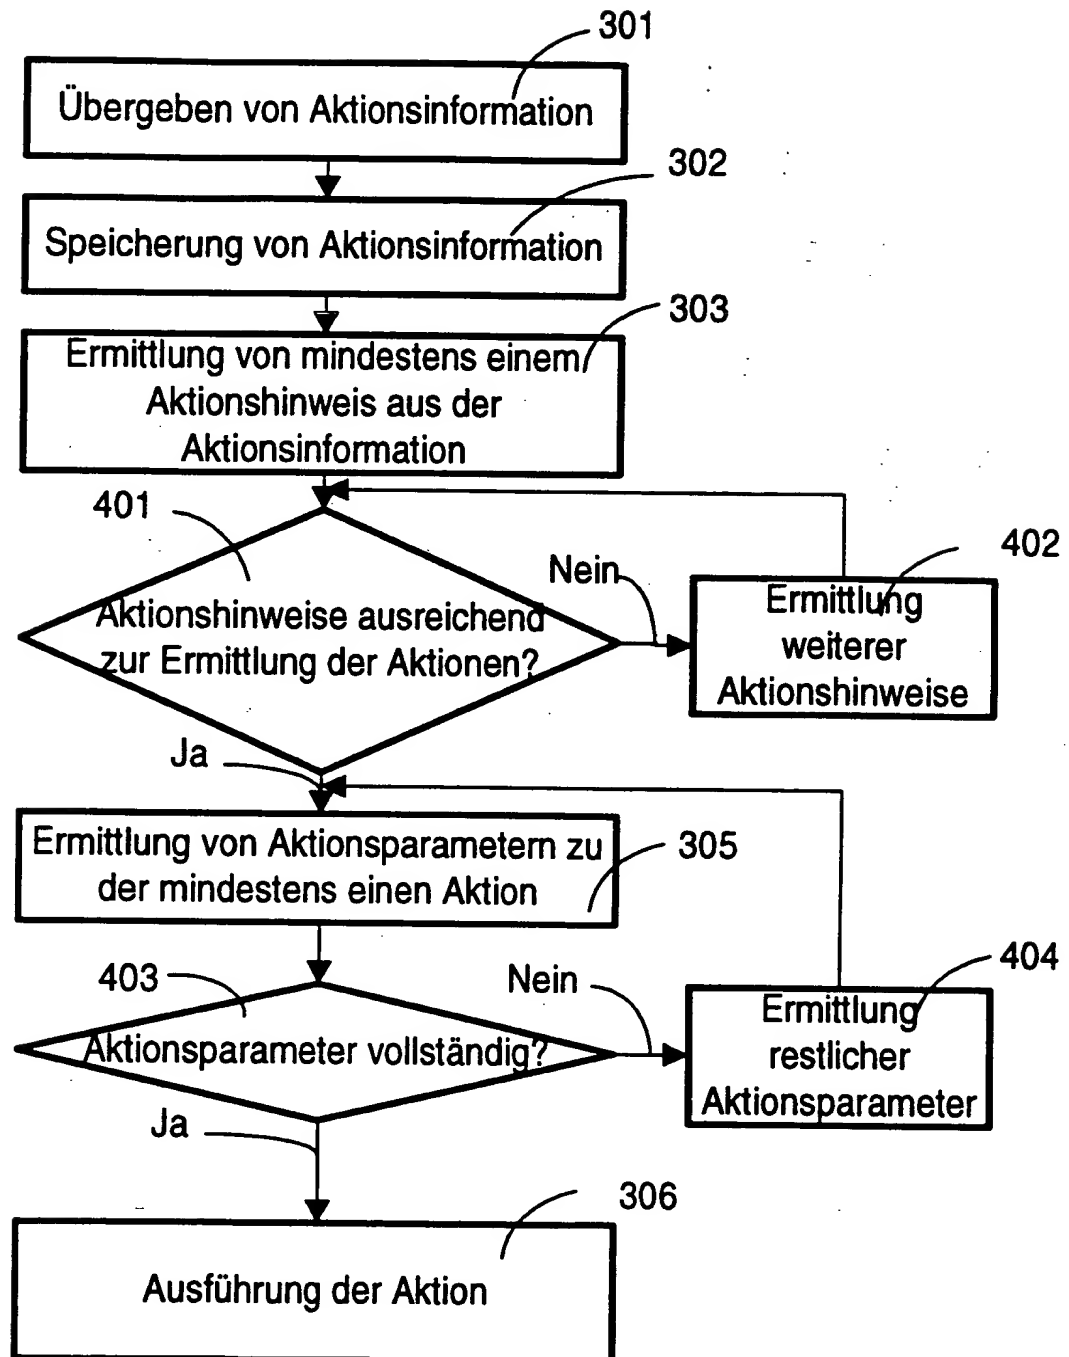 301
Übergeben von Aktionsinformation
302
Speicherung von Aktionsinformation
303
Ermittlung von mindestens einem
Aktionshinweis aus der
Aktionsinformation
401
402
Nein
Aktionshinweise ausreichend
zur Ermittlung der Aktionen?
Ermittlung
weiterer
Aktionshinweise
Ja
Ermittlung von Aktionsparametern zu
der mindestens einen Aktion
305
403
Nein
404
Aktionsparameter vollständig?
Ermittlung
restlicher
Aktionsparameter
Ja
306
Ausführung der Aktion